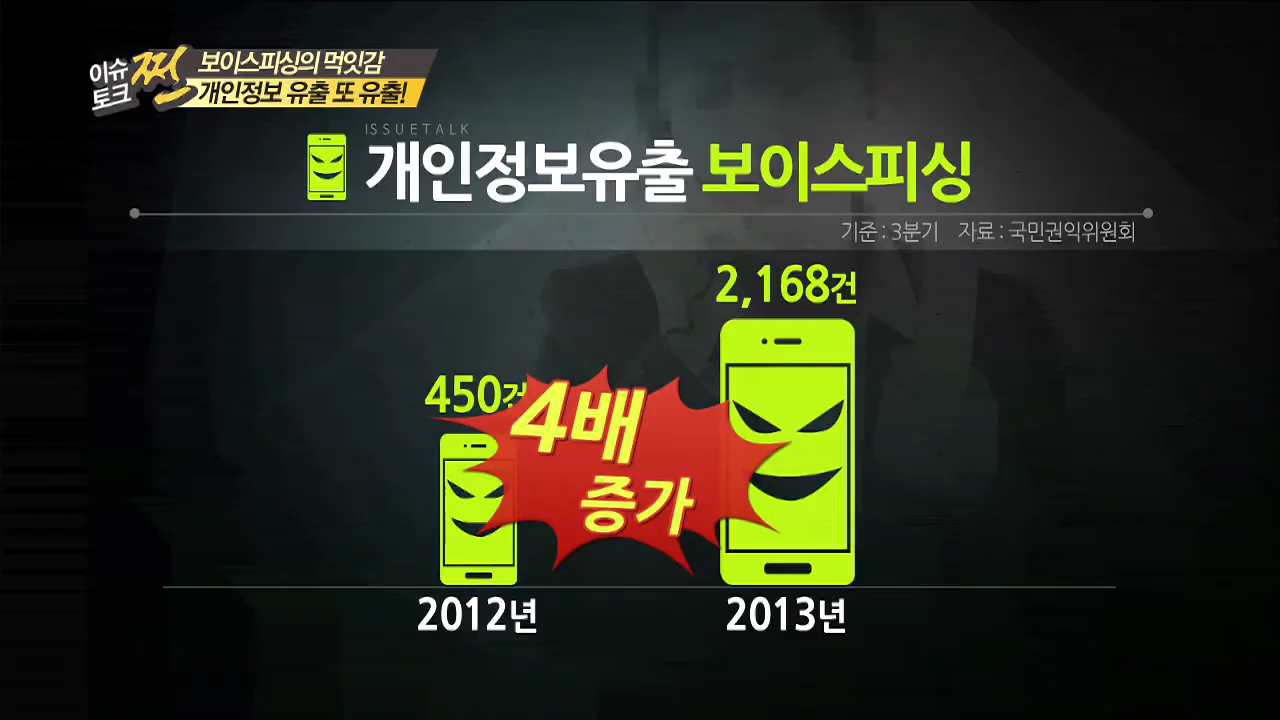 이슈
토크
찐
보이스피싱의 먹잇감
개인정보 유출 또 유출!
ISSUETALK
개인정보유출 보이스피싱
기준 : 3분기 자료 : 국민권익위원회
2,168건
450건
4배
증가
2012년
2013년